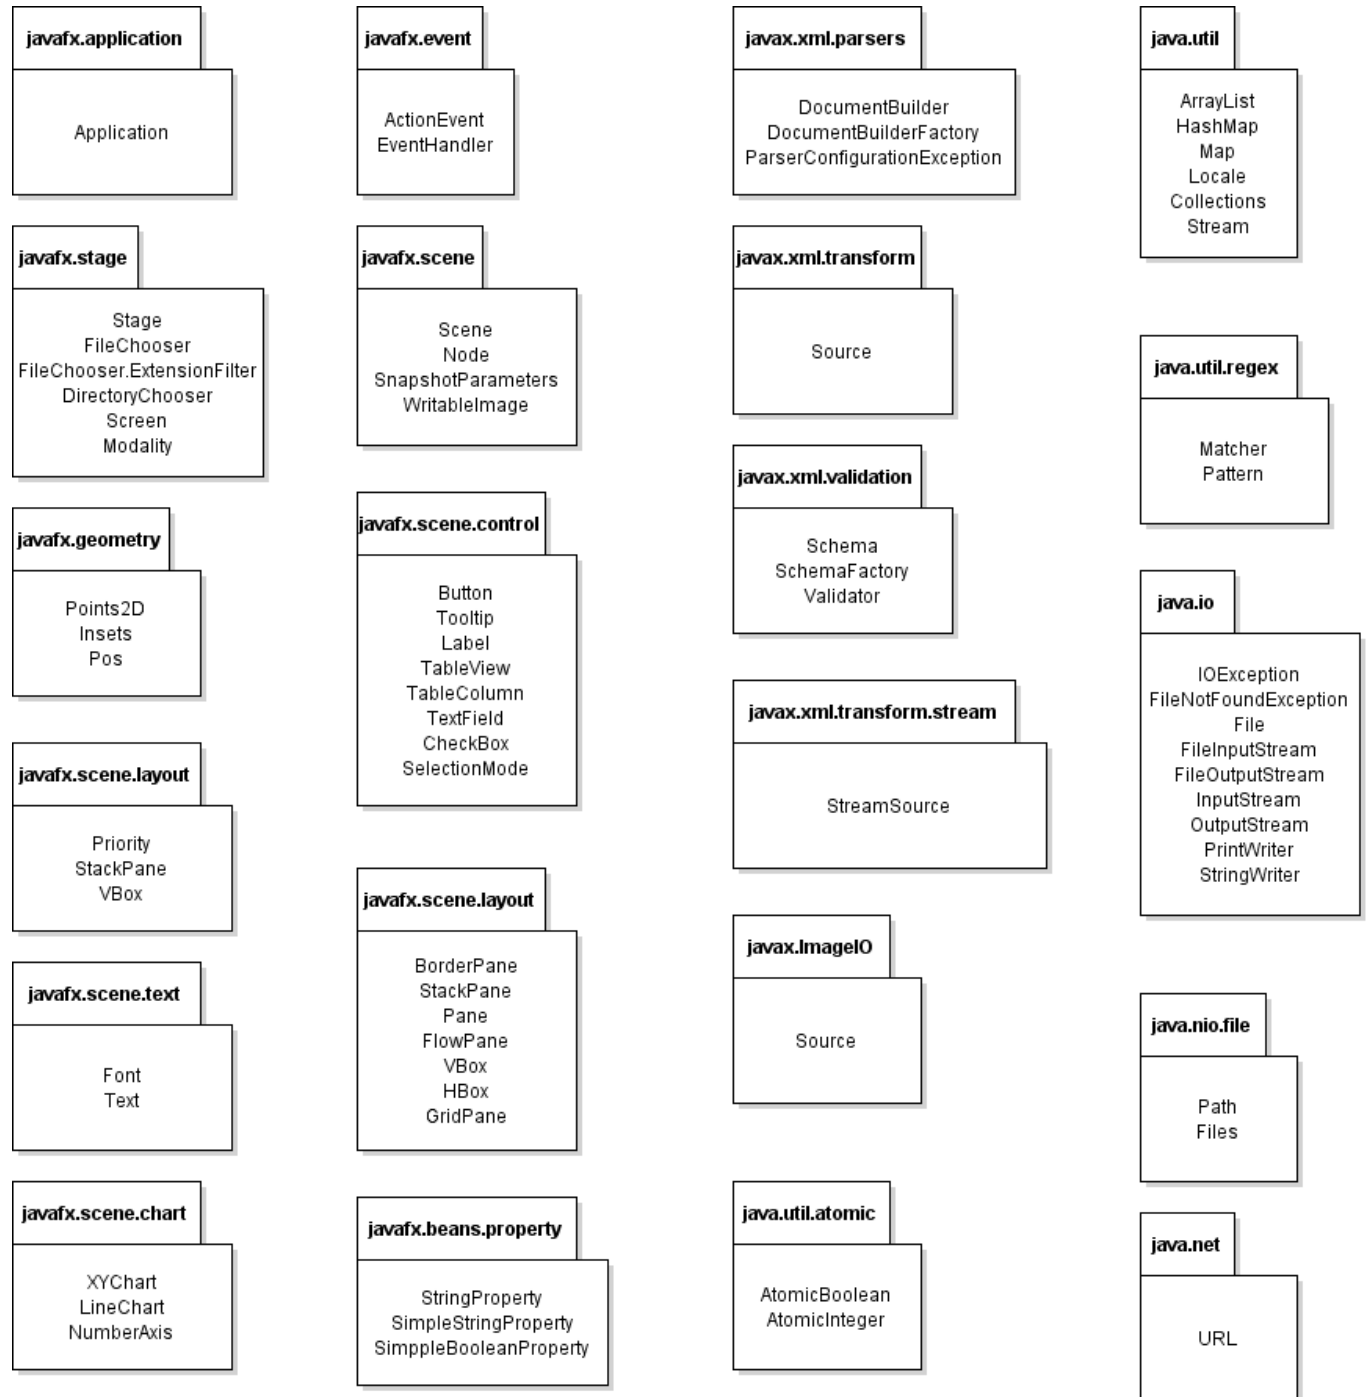 javafx.application
Application
javafx.stage
Stage
FileChooser
FileChooser.ExtensionFilter
DirectoryChooser
Screen
Modality
javafx.geometry
Points2D
Insets
Pos
javafx.scene.layout
Priority
StackPane
VBox
javafx.scene.text
Font
Text
javafx.scene.chart
XYChart
LineChart
NumberAxis
javafx.event
ActionEvent
EventHandler
javafx.scene
Scene
Node
SnapshotParameters
WritableImage
javafx.scene.control
Button
Tooltip
Label
TableView
TableColumn
TextField
CheckBox
SelectionMode
javafx.scene.layout
BorderPane
StackPane
Pane
FlowPane
VBox
HBox
GridPane
javafx.beans.property
StringProperty
SimpleStringProperty
SimppleBooleanProperty
javax.xml.parsers
DocumentBuilder
DocumentBuilderFactory
ParserConfigurationException
javax.xml.transform
Source
javax.xml.validation
Schema
SchemaFactory
Validator
javax.xml.transform.stream
StreamSource
javax.ImageIO
Source
java.util.atomic
AtomicBoolean
AtomicInteger
java.util
ArrayList
HashMap
Map
Locale
Collections
Stream
java.util.regex
Matcher
Pattern
java.io
IOException
FileNotFoundException
File
FileInputStream
FileOutputStream
InputStream
OutputStream
PrintWriter
StringWriter
java.nio.file
Path
Files
java.net
URL